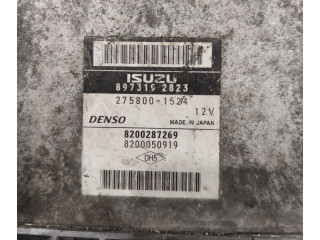 ISUZU
897319 2823
275800-1524
12V
DENSO
MADE IN JAPAN
8200287269
8200050919
DH5